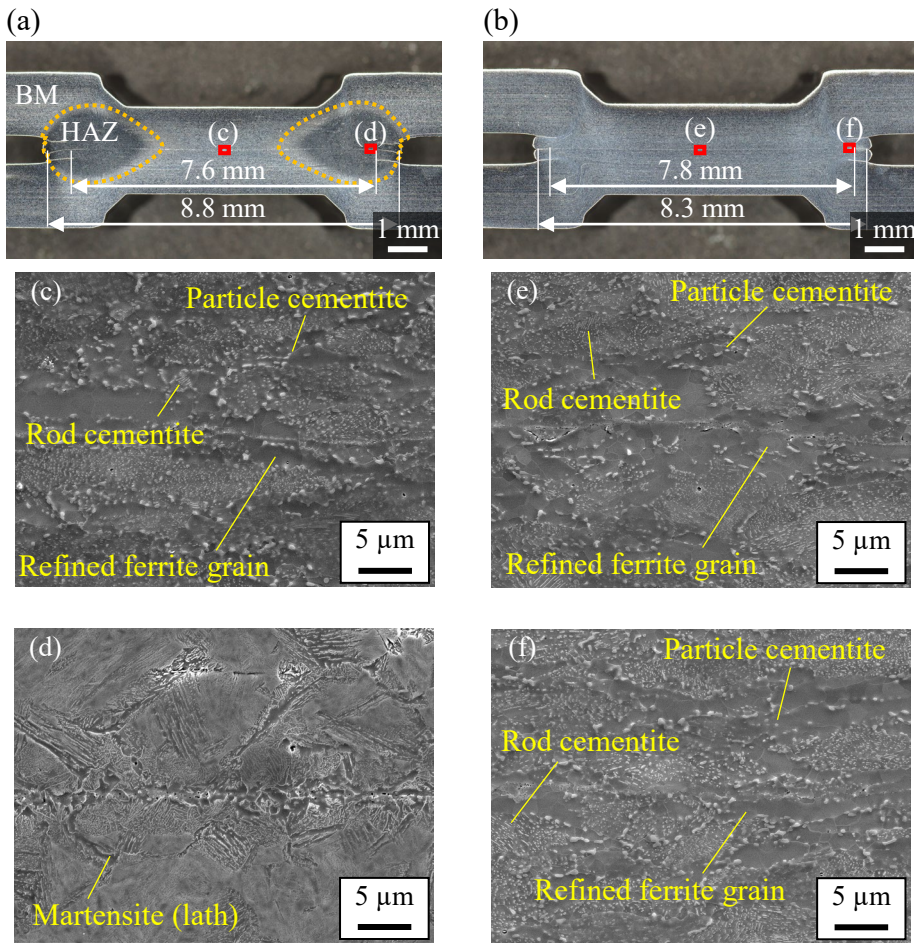 (a)
(b)
BM
HAZ
(c)
(d)
7.6 mm
8.8 mm
1 mm
(e)
(f)
7.8 mm
8.3 mm
1 mm
(c)
Particle cementite
Rod cementite
Refined ferrite grain
5 µm
(e)
Particle cementite
Rod cementite
Refined ferrite grain
5 µm
(d)
Martensite (lath)
5 µm
(f)
Particle cementite
Rod cementite
Refined ferrite grain
5 µm